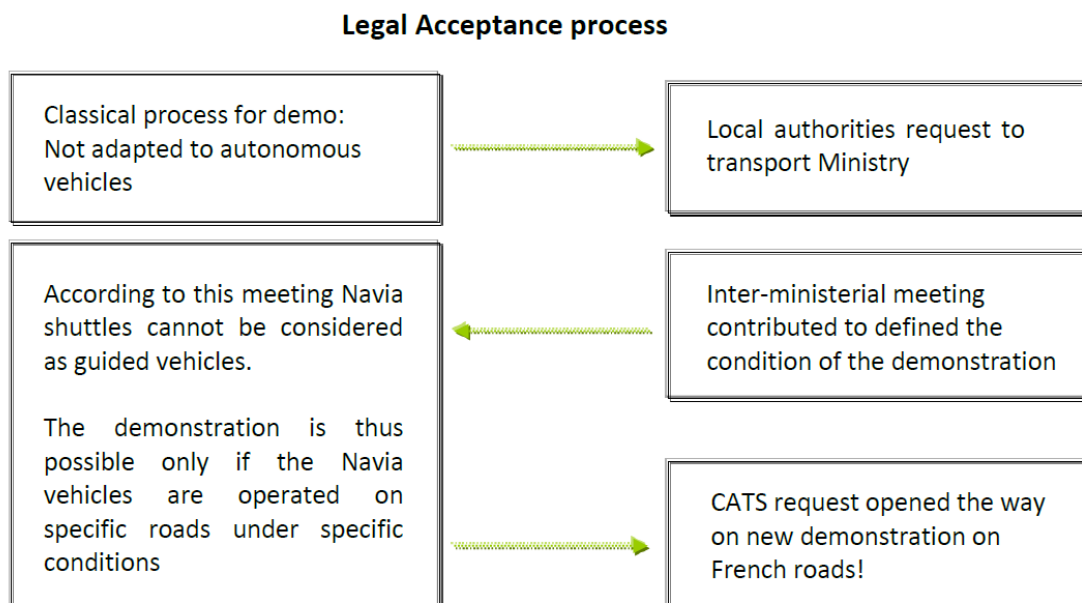 Legal Acceptance process
Classical process for demo:
Not adapted to autonomous
vehicles
Local authorities request to
transport Ministry
Inter-ministerial meeting
contributed to defined the
condition of the demonstration
According to this meeting Navia
shuttles cannot be considered
as guided vehicles.
The demonstration is thus
possible only if the Navia
vehicles are operated on
specific roads under specific
conditions
CATS request opened the way
on new demonstration on
French roads!